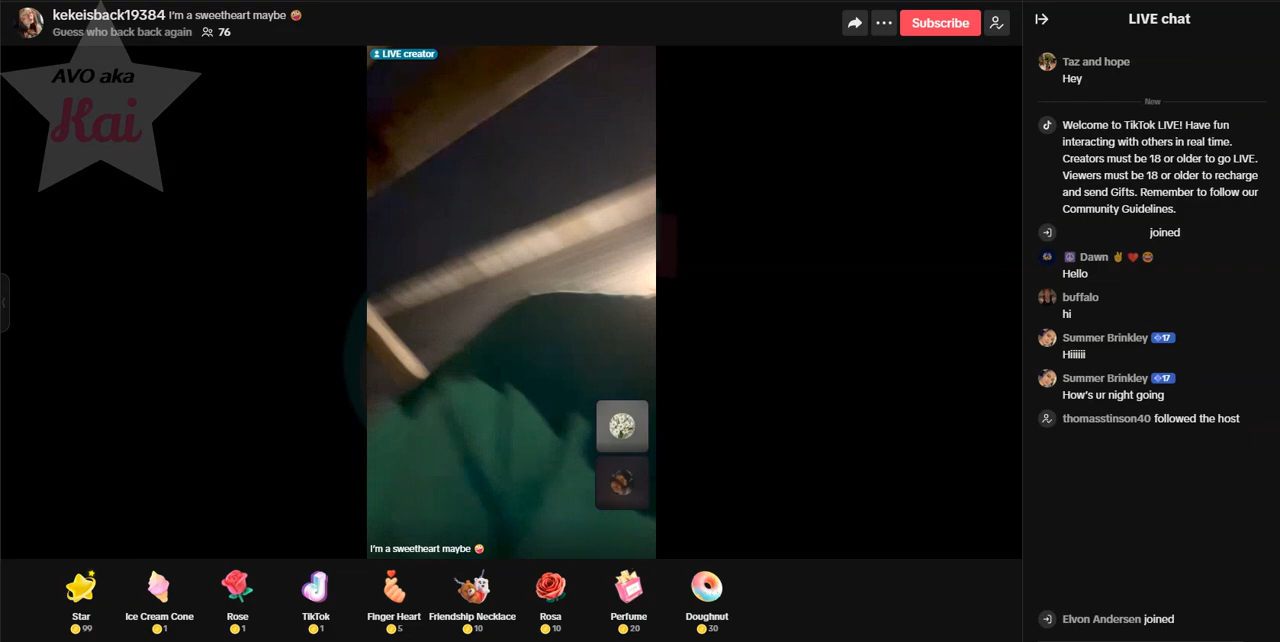 kekeisback19384 I'm a sweetheart maybe 🤪
Guess who back back again 76
Subscribe
LIVE chat
AVO aka
Kai
LIVE creator
I'm a sweetheart maybe 🤪
Taz and hope
Hey
New
Welcome to TikTok LIVE! Have fun
interacting with others in real time.
Creators must be 18 or older to go LIVE.
Viewers must be 18 or older to recharge
and send Gifts. Remember to follow our
Community Guidelines.
joined
Dawn ✌️❤️😂
Hello
buffalo
hi
Summer Brinkley 17
Hiiiiii
Summer Brinkley 17
How's ur night going
thomasstinson40 followed the host
Elvon Andersen joined
Star
99
Ice Cream Cone
1
Rose
1
TikTok
1
Finger Heart
5
Friendship Necklace
10
Rosa
10
Perfume
20
Doughnut
30